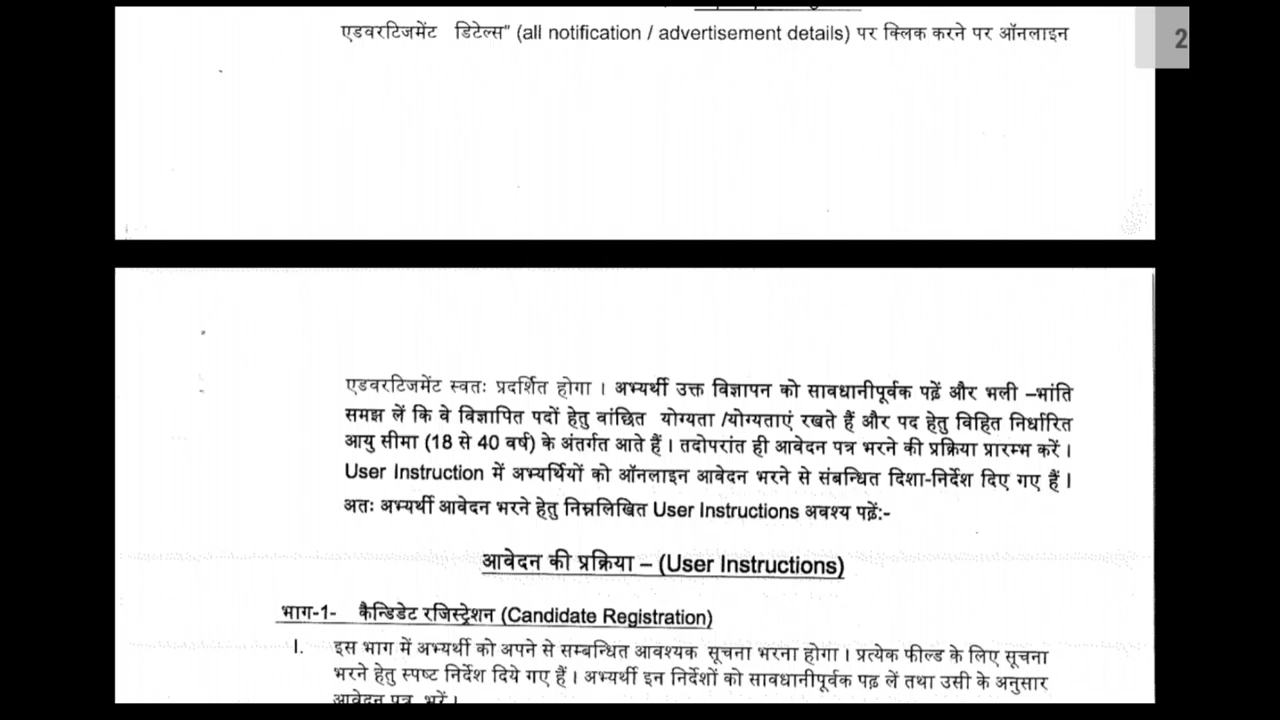 एडवरटिजमेंट डिटेल्स" (all notification / advertisement details) पर क्लिक करने पर ऑनलाइन
2
एडवरटिजमेंट स्वतः प्रदर्शित होगा । अभ्यर्थी उक्त विज्ञापन को सावधानीपूर्वक पढ़ें और भली –भांति
समझ लें कि वे विज्ञापित पदों हेतु वांछित योग्यता /योग्यताएं रखते हैं और पद हेतु विहित निर्धारित
आयु सीमा (18 से 40 वर्ष) के अंतर्गत आते हैं । तदोपरांत ही आवेदन पत्र भरने की प्रक्रिया प्रारम्भ करें ।
User Instruction में अभ्यर्थियों को ऑनलाइन आवेदन भरने से संबन्धित दिशा-निर्देश दिए गए हैं ।
अतः अभ्यर्थी आवेदन भरने हेतु निम्नलिखित User Instructions अवश्य पढ़ें:-
आवेदन की प्रक्रिया – (User Instructions)
भाग-1- कैन्डिडेट रजिस्ट्रेशन (Candidate Registration)
I. इस भाग में अभ्यर्थी को अपने से सम्बन्धित आवश्यक सूचना भरना होगा । प्रत्येक फील्ड के लिए सूचना
भरने हेतु स्पष्ट निर्देश दिये गए हैं । अभ्यर्थी इन निर्देशों को सावधानीपूर्वक पढ़ लें तथा उसी के अनुसार
आवेदन पत्र भरें ।